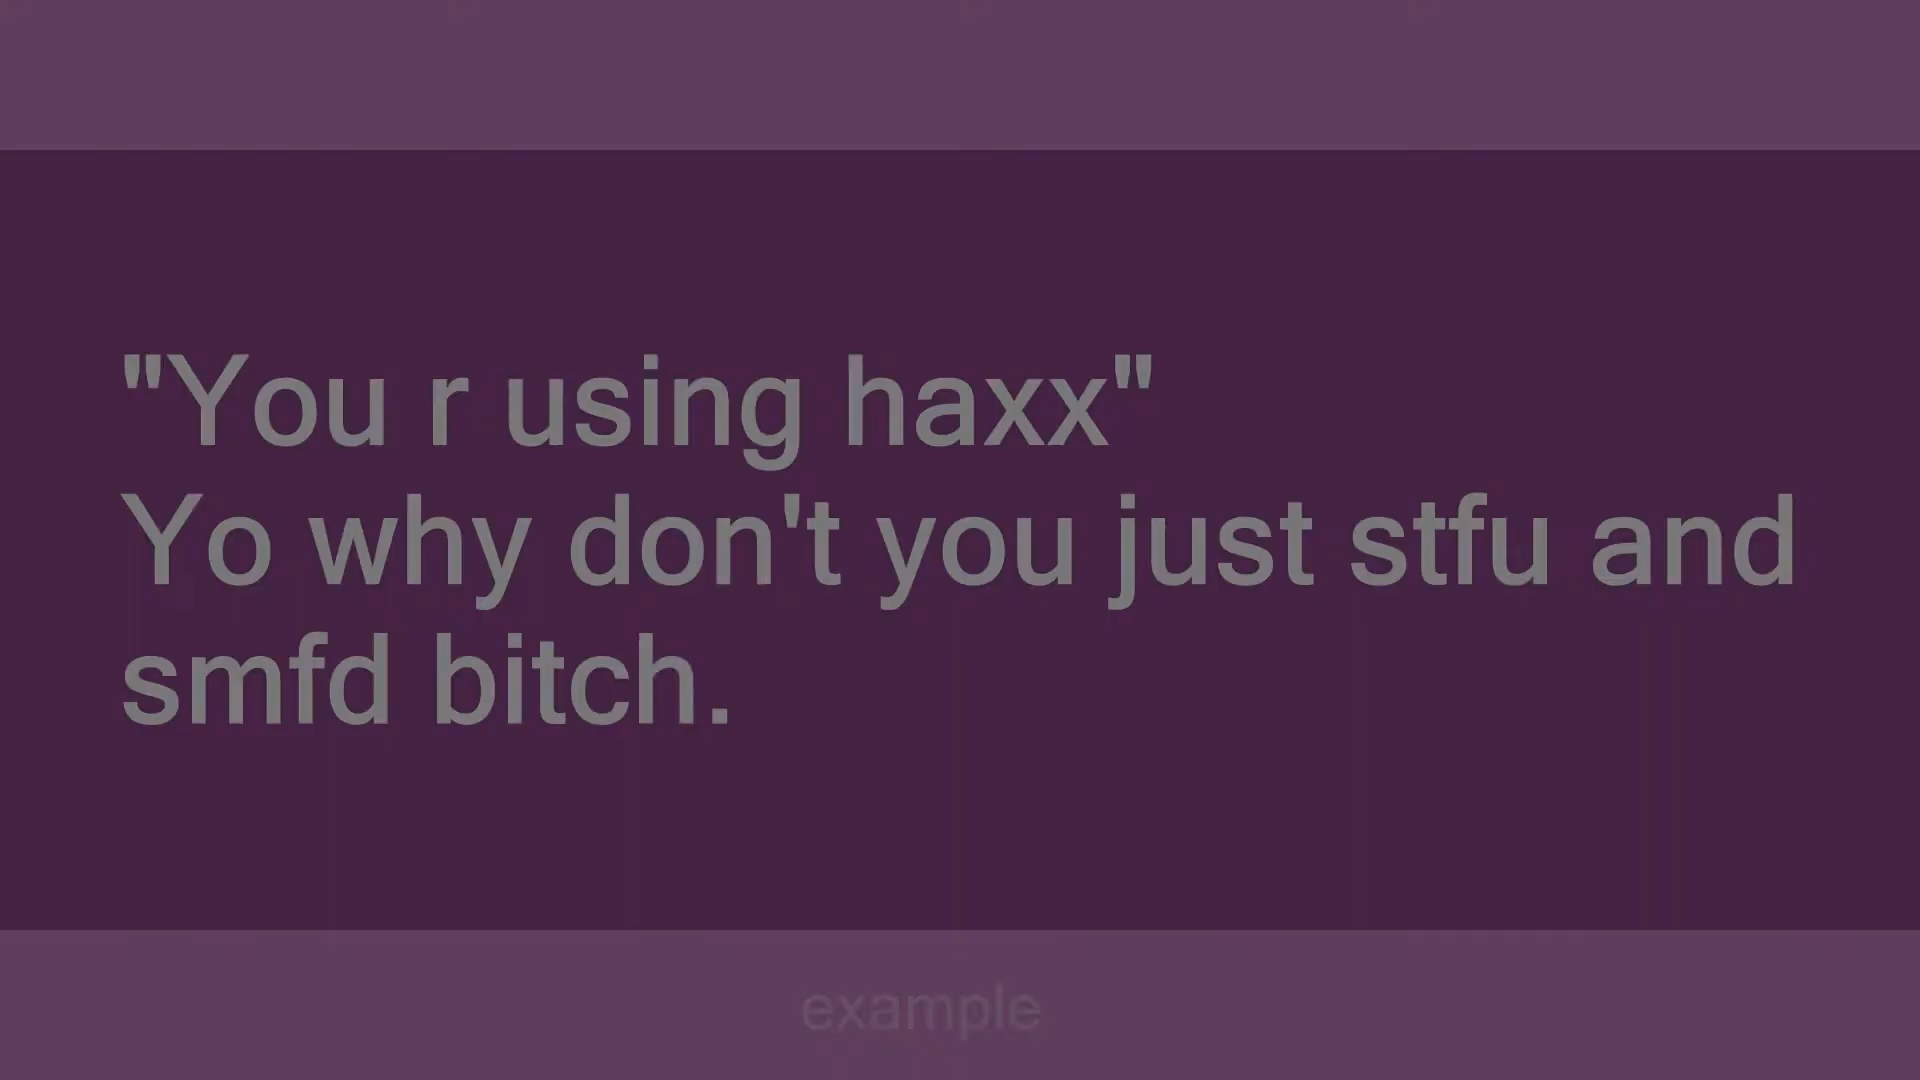 "You r using haxx"
Yo why don't you just stfu and
smfd bitch.
example